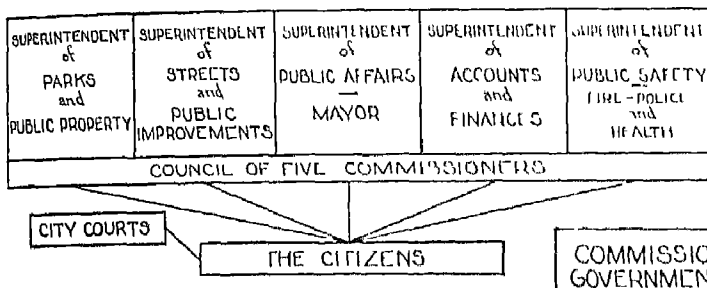 SUPERINTENDENT
of
PARKS
and
PUBLIC PROPERTY
SUPERINTENDENT
of
STREETS
and
PUBLIC
IMPROVEMENTS
SUPERINTENDENT
of
PUBLIC AFFAIRS
—
MAYOR
SUPERINTENDENT
of
ACCOUNTS
and
FINANCES
SUPERINTENDENT
of
PUBLIC SAFETY
—
FIRE-POLICE
and
HEALTH
COUNCIL OF FIVE COMMISSIONERS
CITY COURTS
THE CITIZENS
COMMISSIO
GOVERNMEN